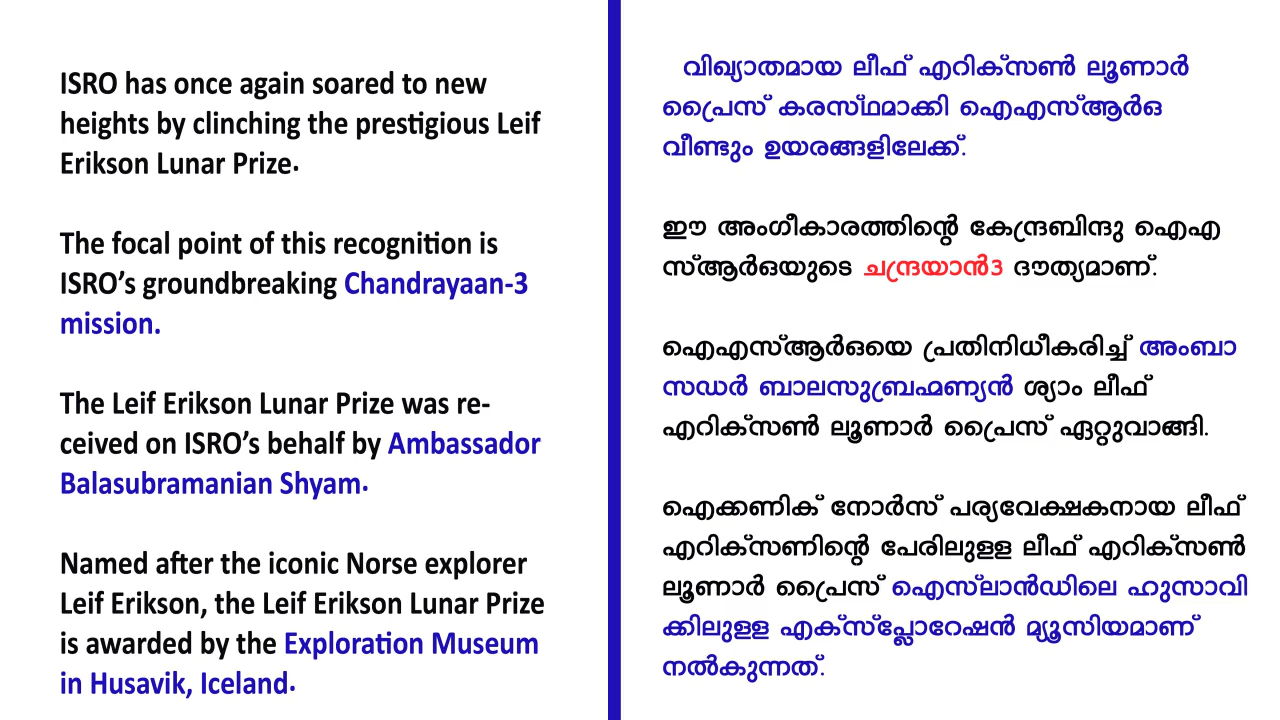 ISRO has once again soared to new
heights by clinching the prestigious Leif
Erikson Lunar Prize.
The focal point of this recognition is
ISRO’s groundbreaking Chandrayaan-3
mission.
The Leif Erikson Lunar Prize was re-
ceived on ISRO’s behalf by Ambassador
Balasubramanian Shyam.
Named after the iconic Norse explorer
Leif Erikson, the Leif Erikson Lunar Prize
is awarded by the Exploration Museum
in Husavik, Iceland.
വിഖ്യാതമായ ലീഫ് എറിക്സൺ ലൂണാർ
പ്രൈസ് കരസ്ഥമാക്കി ഐഎസ്ആർഒ
വീണ്ടും ഉയരങ്ങളിലേക്ക്.
ഈ അംഗീകാരത്തിന്റെ കേന്ദ്രബിന്ദു ഐഎ
സ്ആർഒയുടെ ചന്ദ്രയാൻ3 ദൗത്യമാണ്.
ഐഎസ്ആർഒയെ പ്രതിനിധീകരിച്ച് അംബാ
സഡർ ബാലസുബ്രഹ്മണ്യൻ ശ്യാം ലീഫ്
എറിക്സൺ ലൂണാർ പ്രൈസ് ഏറ്റുവാങ്ങി.
ഐക്കണിക് നോർസ് പര്യവേക്ഷകനായ ലീഫ്
എറിക്സണിന്റെ പേരിലുള്ള ലീഫ് എറിക്സൺ
ലൂണാർ പ്രൈസ് ഐസ്ലാൻഡിലെ ഹുസാവി
ക്കിലുള്ള എക്സ്പ്ലോറേഷൻ മ്യൂസിയമാണ്
നൽകുന്നത്.